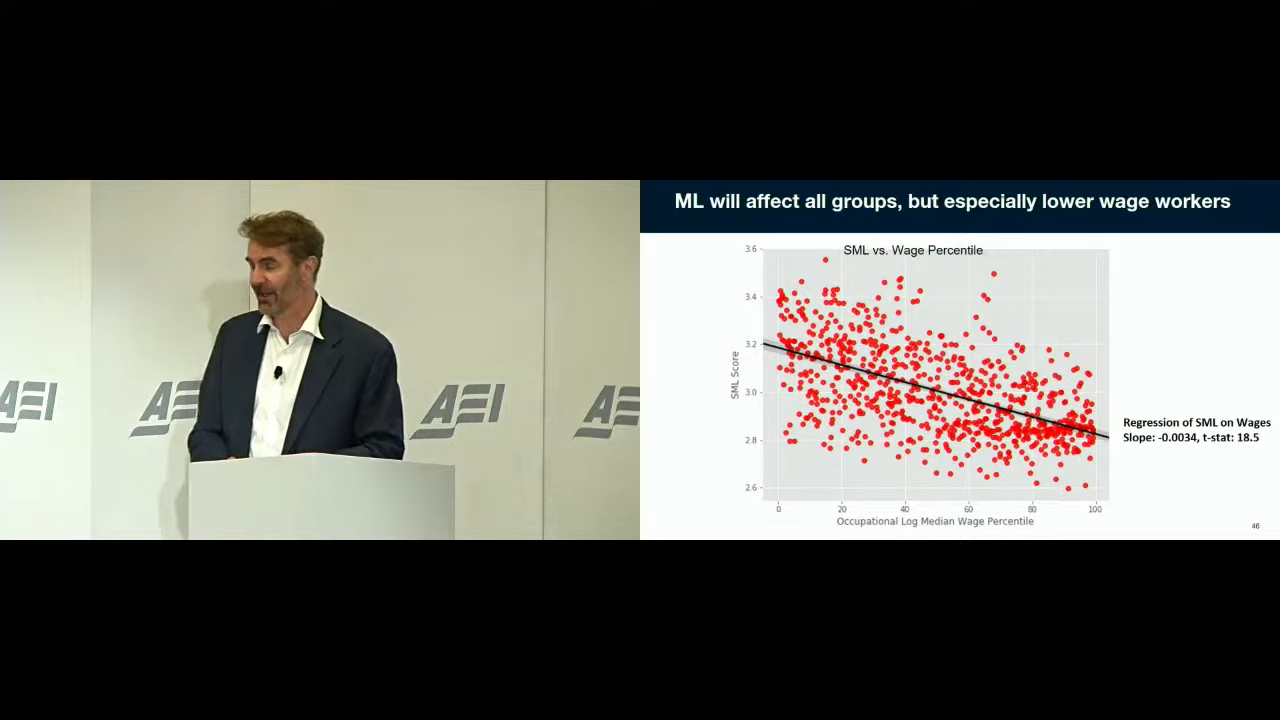 AEI
AEI
AEI
AEI
ML will affect all groups, but especially lower wage workers
SML vs. Wage Percentile
3.6
3.4
3.2
3.0
2.8
2.6
SML Score
0 20 40 60 80 100
Occupational Log Median Wage Percentile
Regression of SML on Wages
Slope: -0.0034, t-stat: 18.5
46